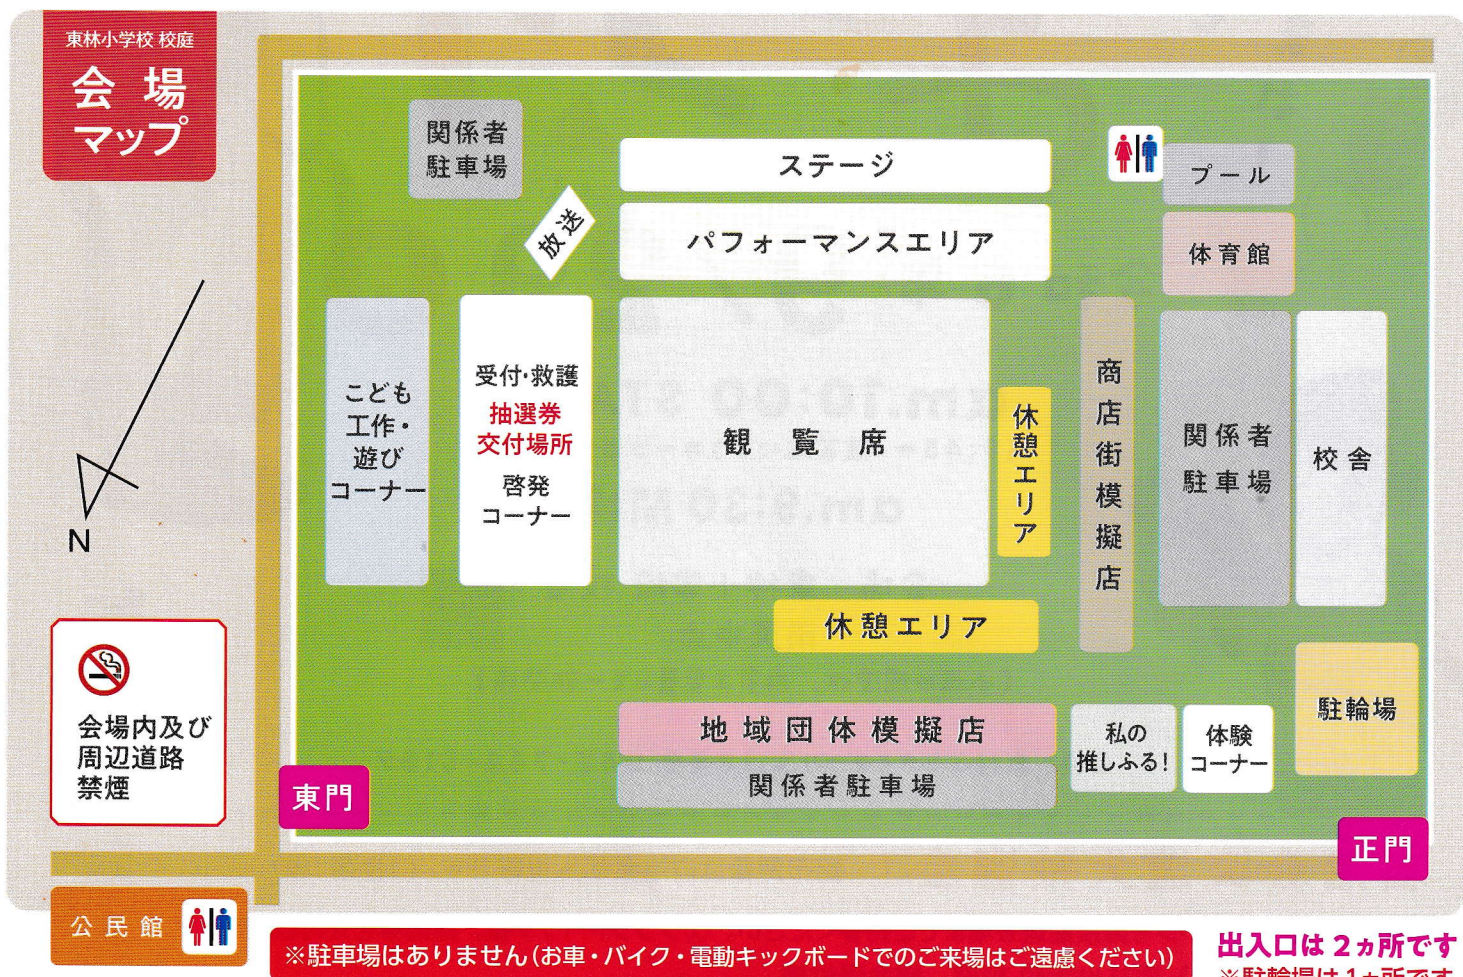 東林小学校 校庭
会場
マップ
関係者
駐車場
ステージ
プール
放送
パフォーマンスエリア
体育館
こども
工作・
遊び
コーナー
受付・救護
抽選券
交付場所
啓発
コーナー
観覧席
休憩エリア
商店街模擬店
関係者
駐車場
校舎
N
休憩エリア
会場内及び
周辺道路
禁煙
地域団体模擬店
関係者駐車場
私の
推しふる!
体験
コーナー
駐輪場
東門
正門
公民館
※駐車場はありません(お車・バイク・電動キックボードでのご来場はご遠慮ください)
出入口は2ヵ所です
※駐輪場は1ヵ所です